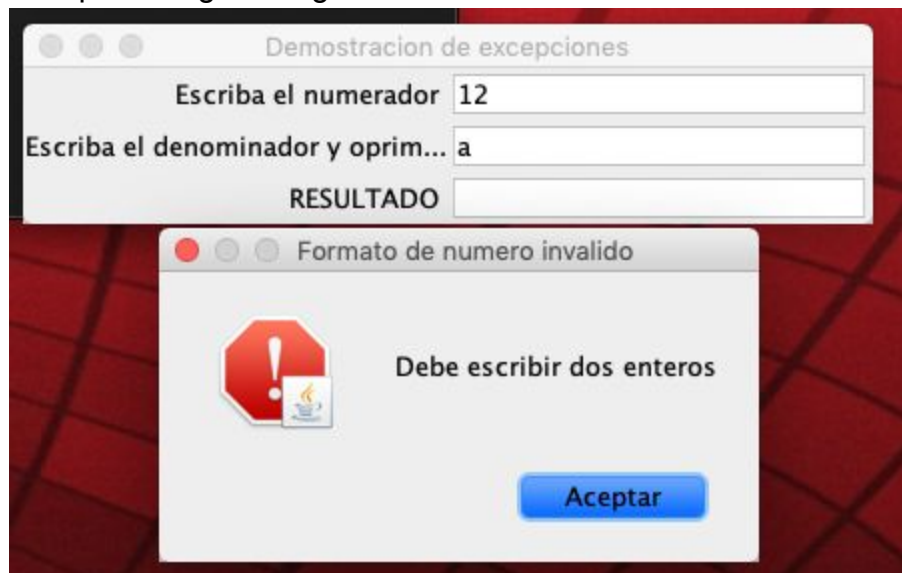 Demostracion de excepciones
Escriba el numerador 12
Escriba el denominador y oprim... a
RESULTADO
Formato de numero invalido
Debe escribir dos enteros
Aceptar